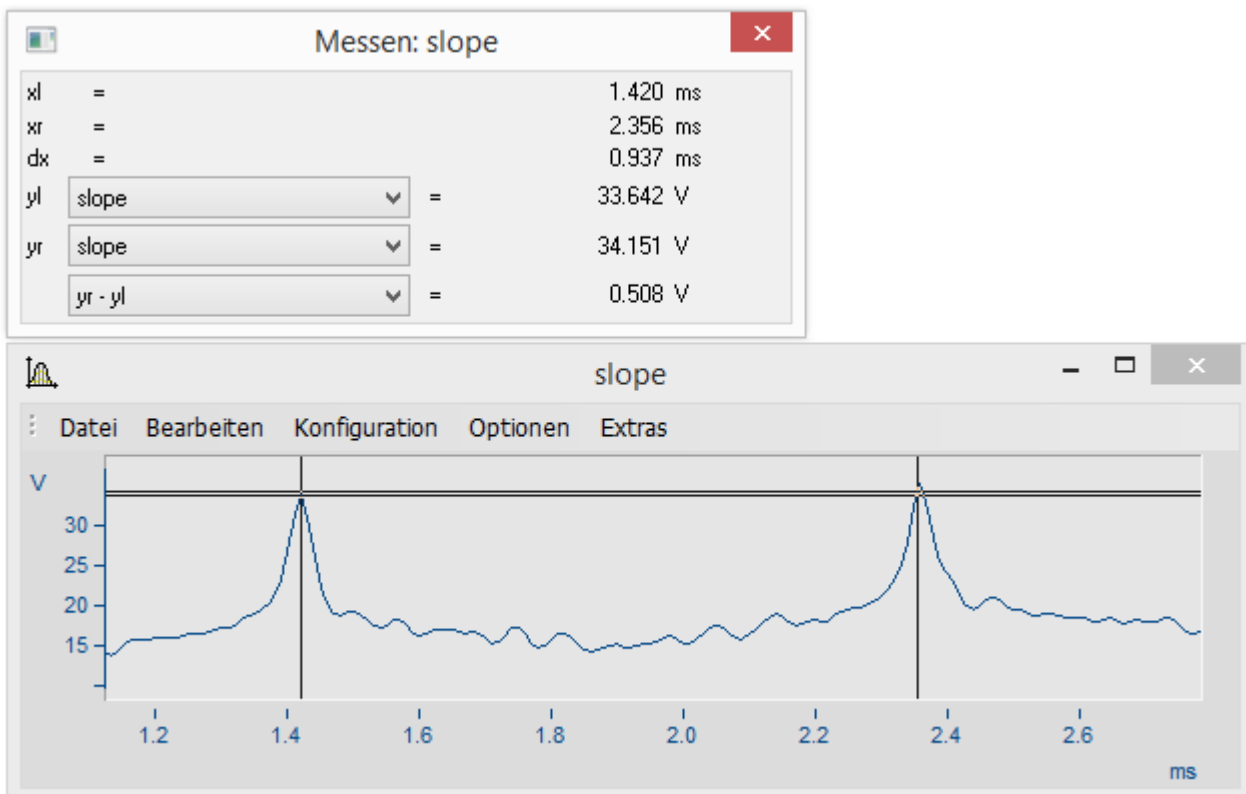 Messen: slope
xl = 1.420 ms
xr = 2.356 ms
dx = 0.937 ms
yl slope = 33.642 V
yr slope = 34.151 V
yr - yl = 0.508 V
slope
Datei Bearbeiten Konfiguration Optionen Extras
V
30
25
20
15
1.2 1.4 1.6 1.8 2.0 2.2 2.4 2.6
ms